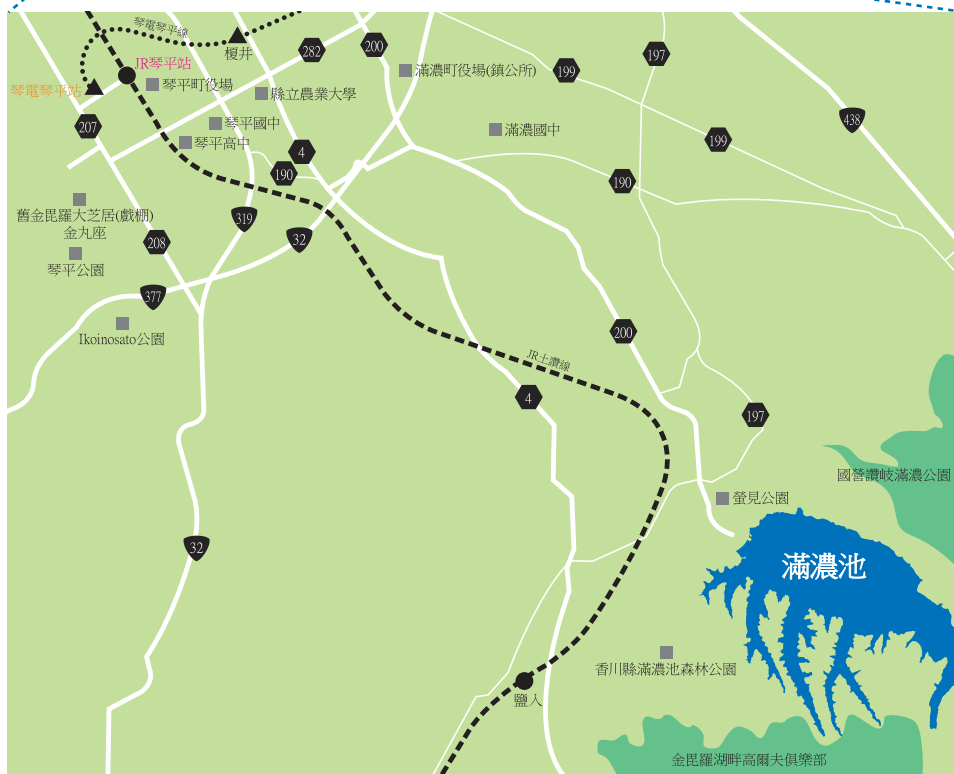 琴電琴平線
榎井
JR琴平站
琴電琴平站
琴平町役場
縣立農業大學
282
200
滿濃町役場(鎮公所)
199
197
438
207
琴平國中
琴平高中
4
190
滿濃國中
199
190
舊金毘羅大芝居(戲棚)
金丸座
319
32
208
琴平公園
377
Ikoinosato公園
200
JR土讚線
4
197
國營讚岐滿濃公園
螢見公園
32
滿濃池
香川縣滿濃池森林公園
鹽入
金毘羅湖畔高爾夫俱樂部